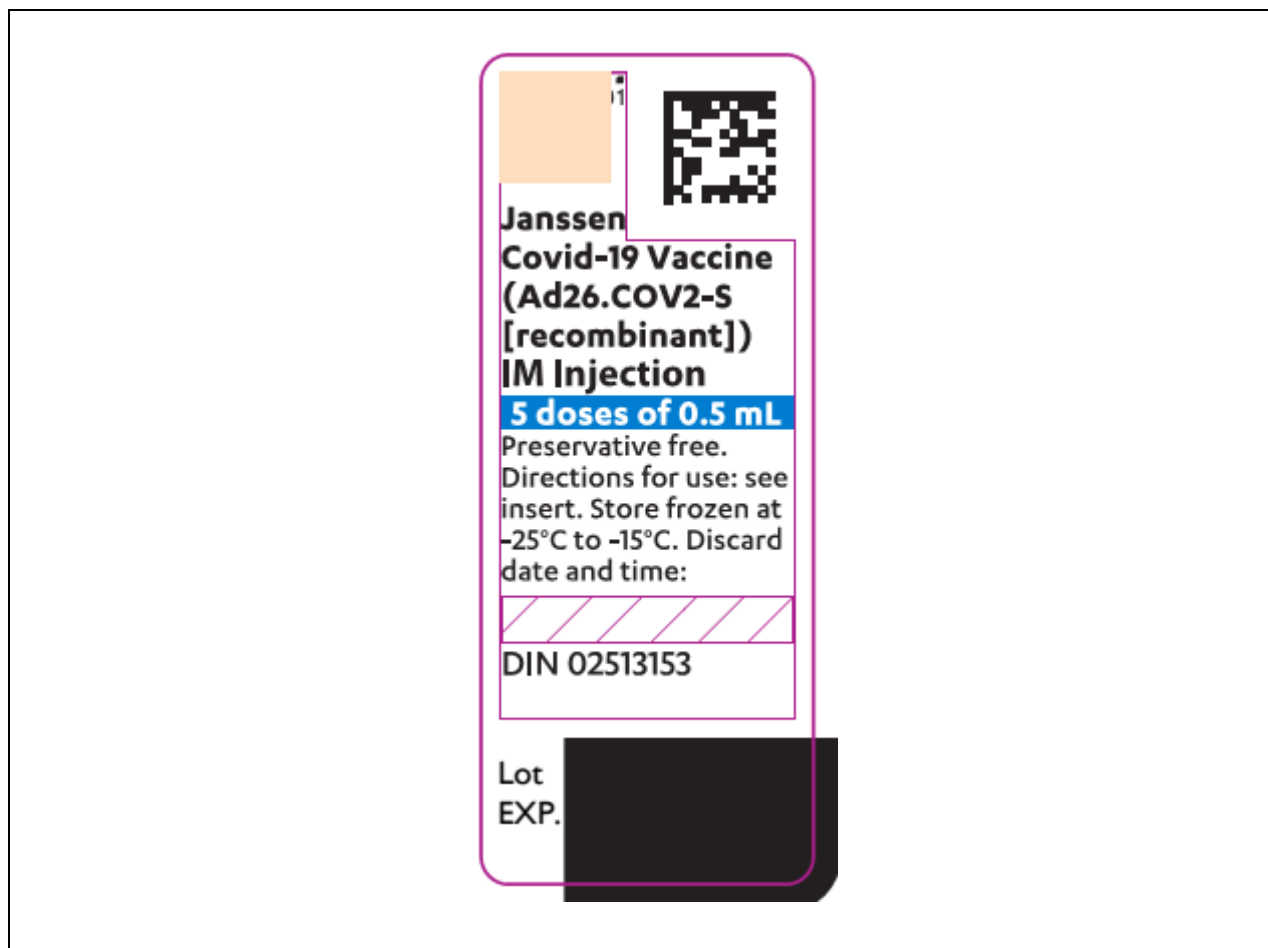 Janssen
Covid-19 Vaccine
(Ad26.COV2-S
[recombinant])
IM Injection
5 doses of 0.5 mL
Preservative free.
Directions for use: see
insert. Store frozen at
-25°C to -15°C. Discard
date and time:
DIN 02513153
Lot
EXP.